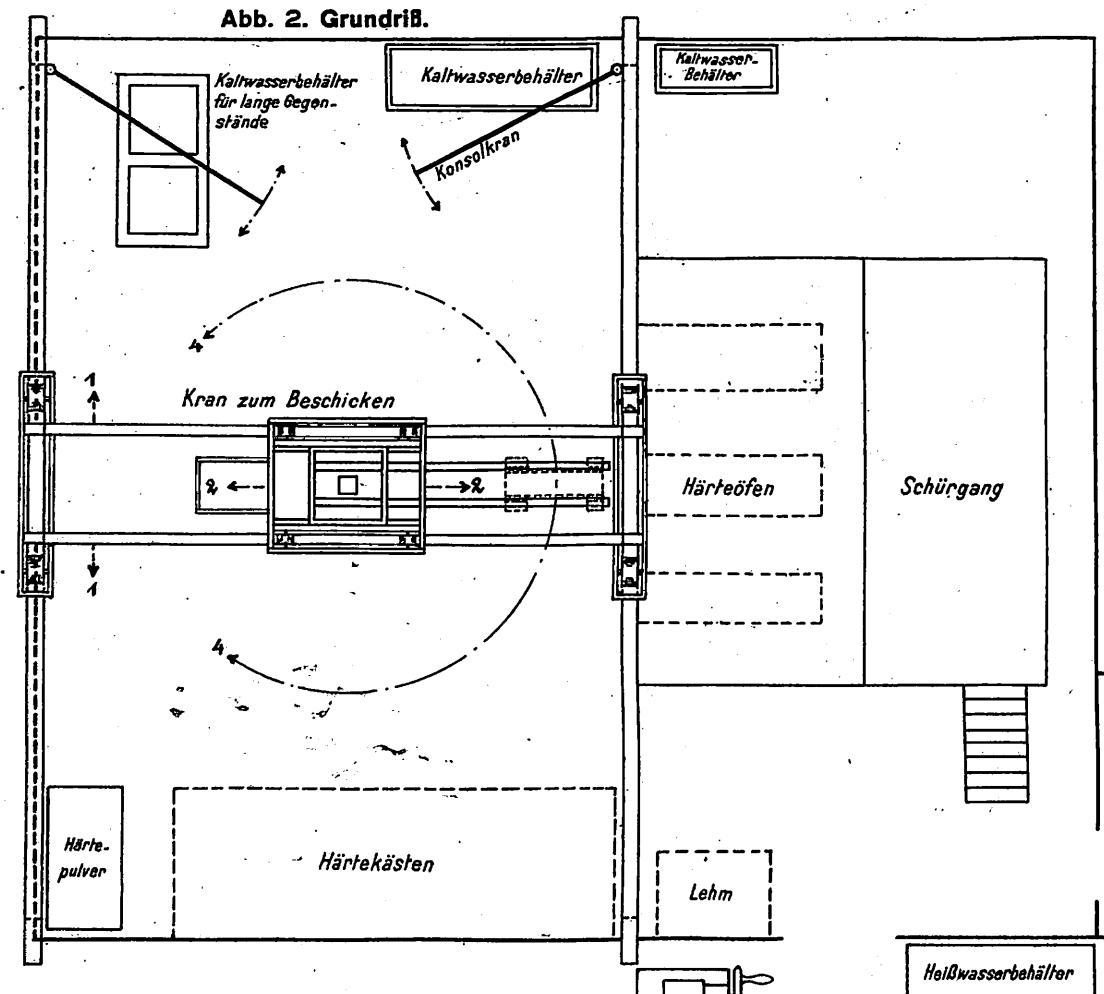 Abb. 2. Grundriß.
Kaltwasserbehälter
für lange Gegen-
stände
Kaltwasserbehälter
Kaltwasser-
Behälter
Konsolkran
4
1
Kran zum Beschicken
2
2
Härteöfen
Schürgang
1
4
Härte-
pulver
Härtekästen
Lehm
Heißwasserbehälter